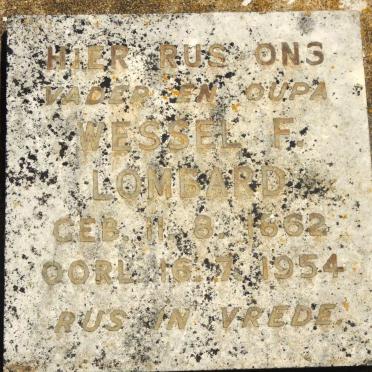 HIER RUS ONS
VADER EN OUPA
WESSEL F.
LOMBARD
GEB. 11. 8. 1662
OORL. 16. 7. 1954
RUS IN VREDE.